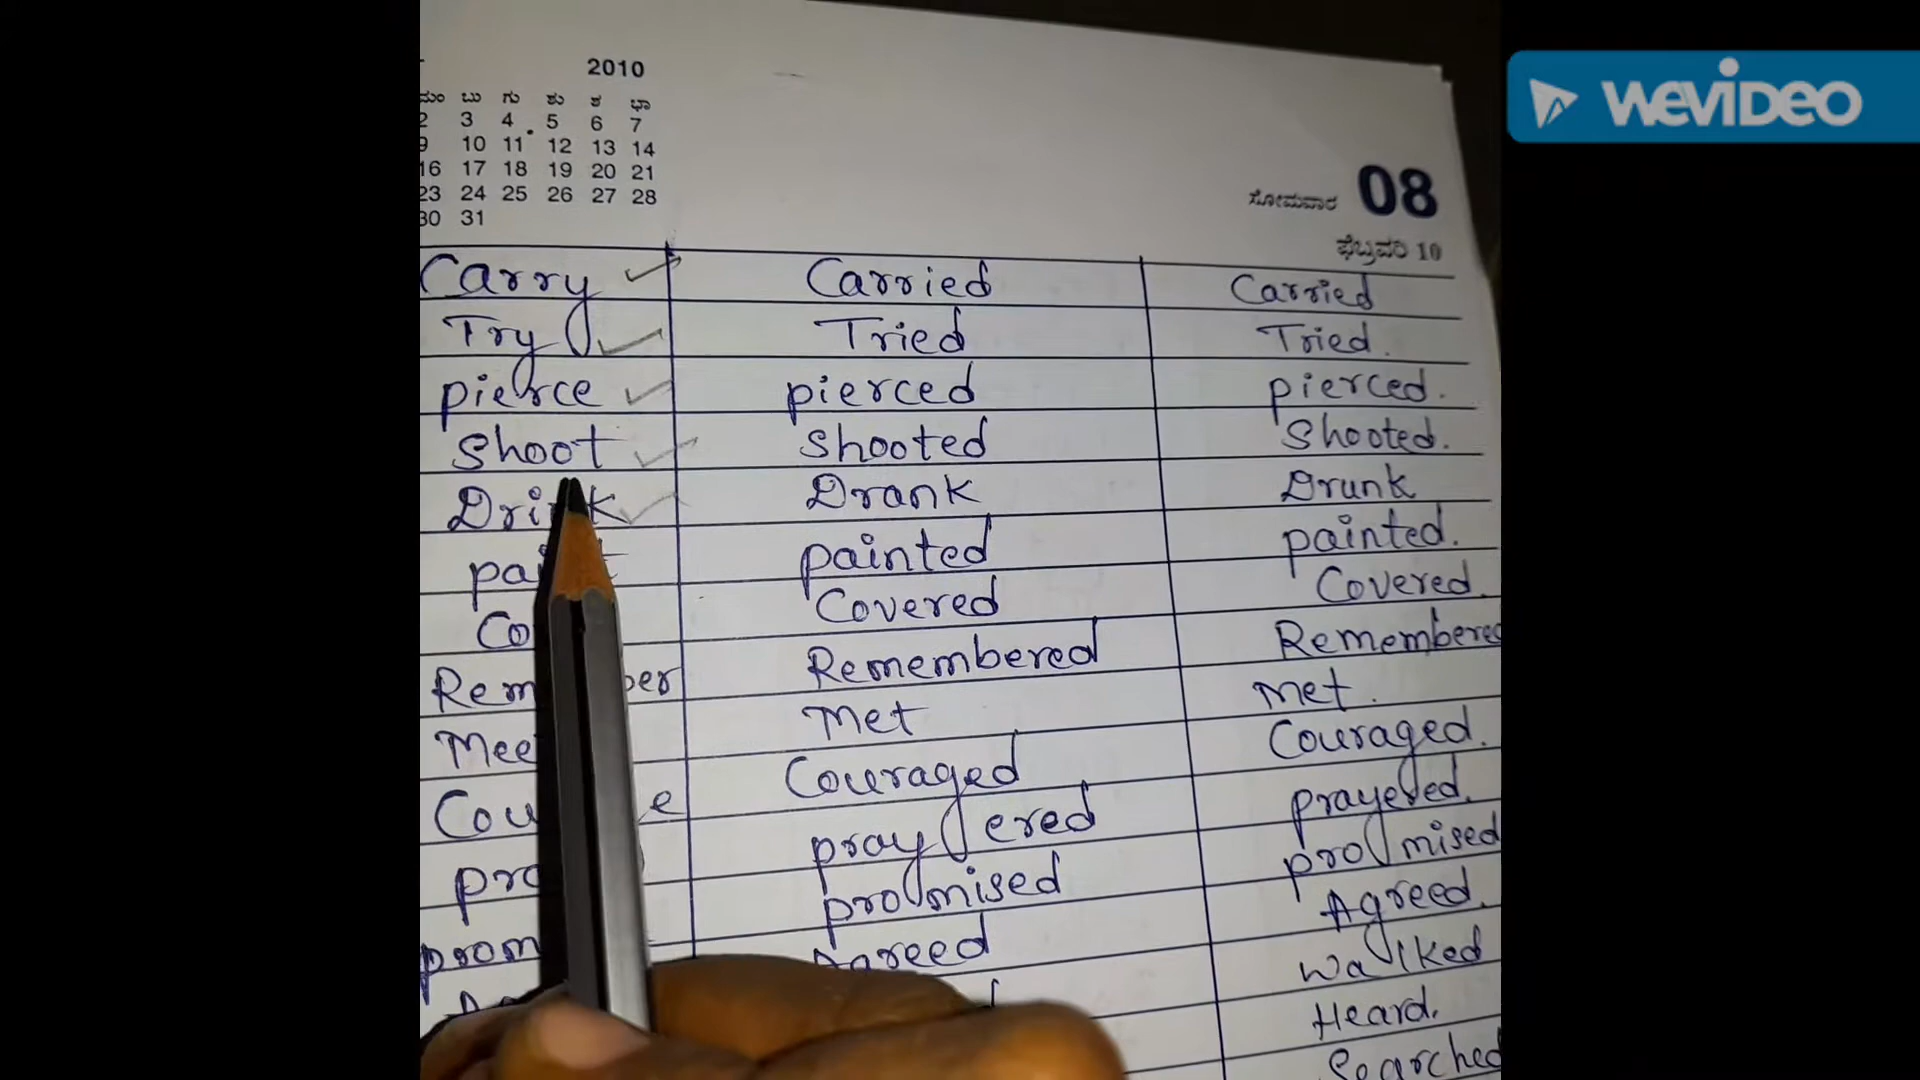 2010
ಮಂ ಬು ಗು ಶು ಶ ಭಾ
2 3 4 5 6 7
9 10 11 12 13 14
16 17 18 19 20 21
23 24 25 26 27 28
30 31
WEVIDEO
ಸೋಮವಾರ 08
ಫೆಬ್ರವರಿ 10
Carry Carried Carried
Try Tried Tried.
pierce pierced pierced.
Shoot Shooted Shooted.
Drink Drank Drunk
painted painted.
Covered Covered.
Remembered Remembered
Met Met.
Couraged Couraged.
prayered prayered.
promised promised
Agreed Agreed.
Walked
Heard.
Searched